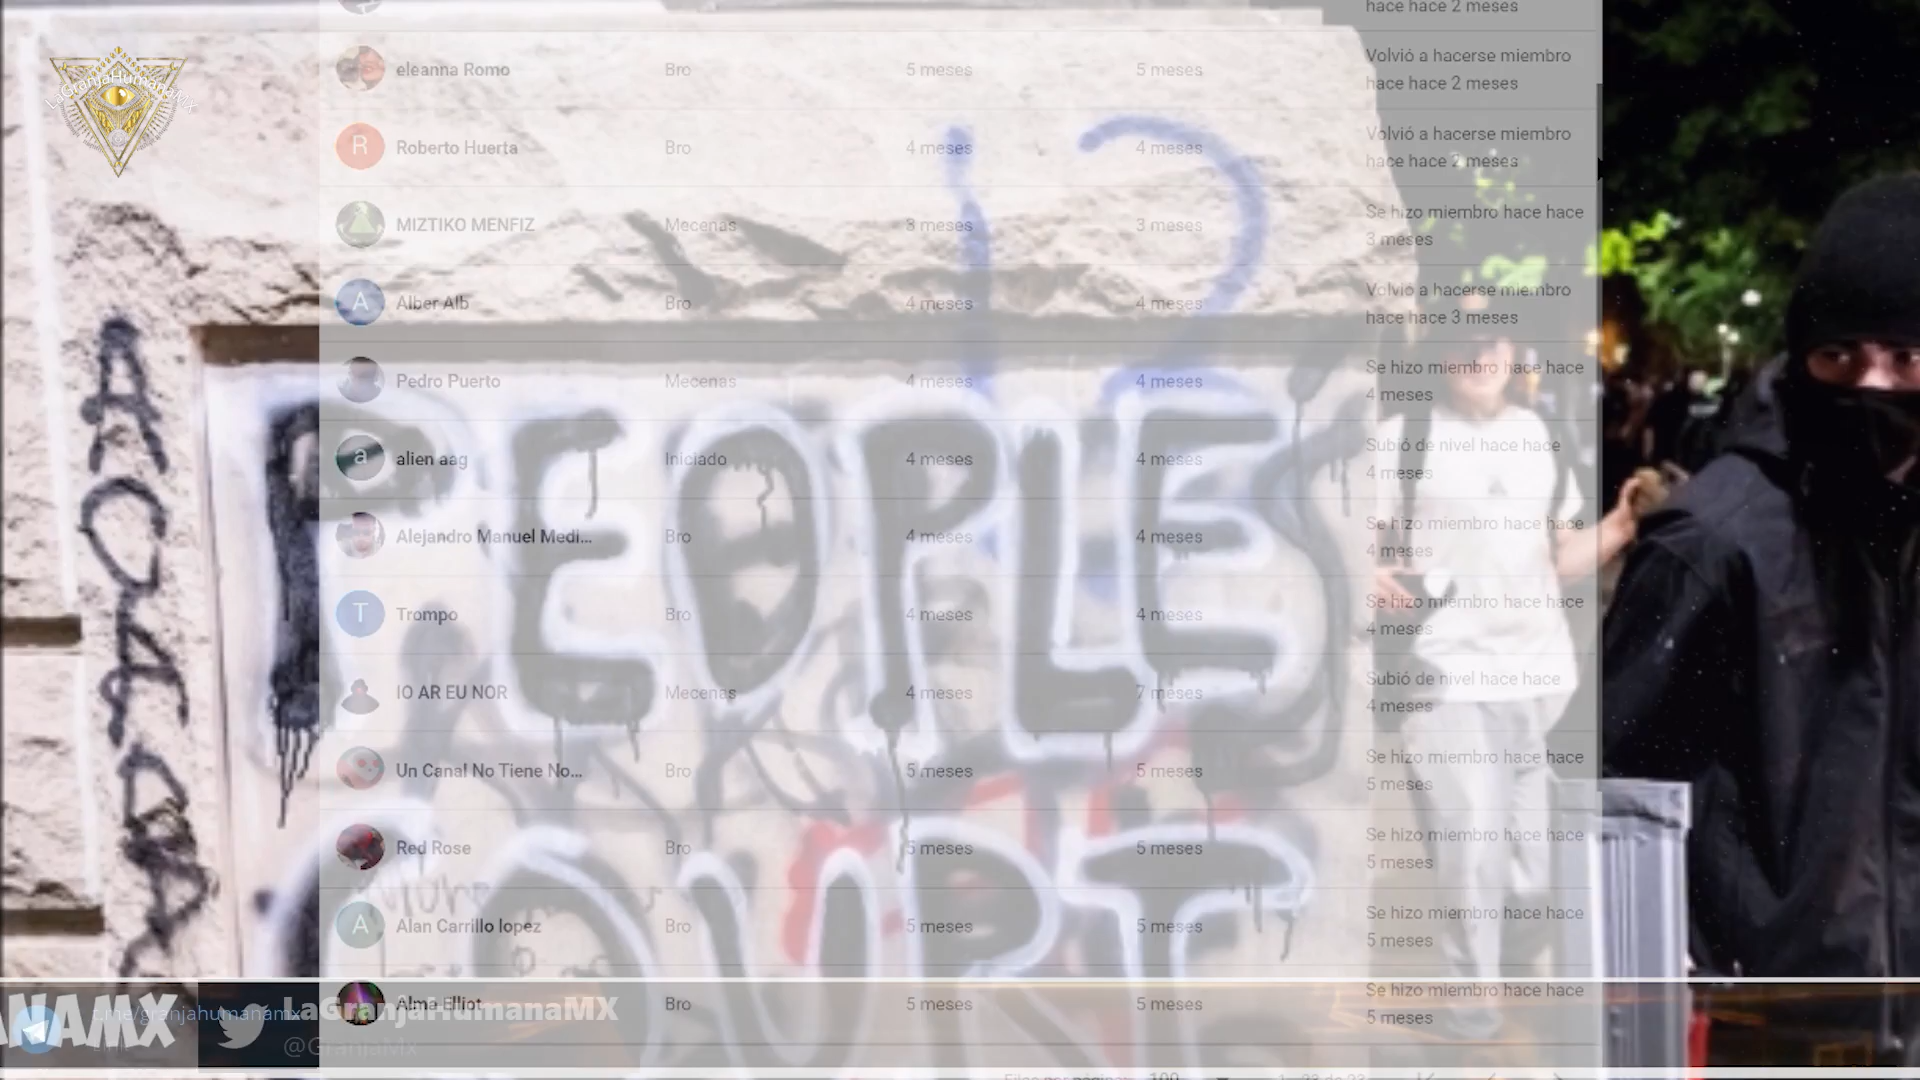 hace hace 2 meses
eleanna Romo Bro 5 meses 5 meses Volvió a hacerse miembro
hace hace 2 meses
Roberto Huerta Bro 4 meses 4 meses Volvió a hacerse miembro
hace hace 2 meses
MIZTIKO MENFIZ Mecenas 3 meses 3 meses Se hizo miembro hace hace
3 meses
Alber Alb Bro 4 meses 4 meses Volvió a hacerse miembro
hace hace 3 meses
Pedro Puerto Mecenas 4 meses 4 meses Se hizo miembro hace hace
4 meses
alien aag Iniciado 4 meses 4 meses Subió de nivel hace hace
4 meses
Alejandro Manuel Medi... Bro 4 meses 4 meses Se hizo miembro hace hace
4 meses
Trompo Bro 4 meses 4 meses Se hizo miembro hace hace
4 meses
IO AR EU NOR Mecenas 4 meses 7 meses Subió de nivel hace hace
4 meses
Un Canal No Tiene No... Bro 5 meses 5 meses Se hizo miembro hace hace
5 meses
Red Rose Bro 5 meses 5 meses Se hizo miembro hace hace
5 meses
Alan Carrillo lopez Bro 5 meses 5 meses Se hizo miembro hace hace
5 meses
Alma Elliot Bro 5 meses 5 meses Se hizo miembro hace hace
5 meses
LaGranjaHumanaMX
12
PEOPLE
COURT
ACAB
NAMX
t.me/granjahumanamx
LaGranjaHumanaMX
@GranjaMx
Filas por página: 100